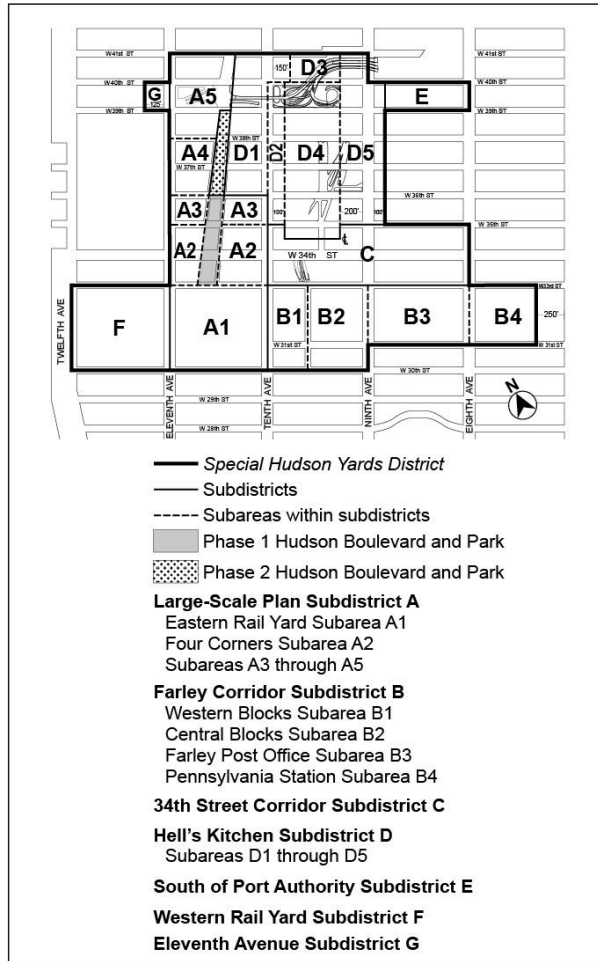 W 41st ST
W 41st ST
150'
D3
W 40th ST
W 40th ST
G
125'
A5
E
W 39th ST
W 39th ST
W 38th ST
A4
D1
D2
D4
D5
W 37th ST
W 36th ST
A3
A3
100'
200'
100'
W 35th ST
A2
A2
W 34th ST
C
W33rd ST
F
A1
B1
B2
B3
B4
250'
W 31st ST
W 31st ST
W 30th ST
TWELFTH AVE
ELEVENTH AVE
TENTH AVE
NINTH AVE
EIGHTH AVE
N
W 29th ST
W 28th ST
Special Hudson Yards District
Subdistricts
Subareas within subdistricts
Phase 1 Hudson Boulevard and Park
Phase 2 Hudson Boulevard and Park
Large-Scale Plan Subdistrict A
Eastern Rail Yard Subarea A1
Four Corners Subarea A2
Subareas A3 through A5
Farley Corridor Subdistrict B
Western Blocks Subarea B1
Central Blocks Subarea B2
Farley Post Office Subarea B3
Pennsylvania Station Subarea B4
34th Street Corridor Subdistrict C
Hell's Kitchen Subdistrict D
Subareas D1 through D5
South of Port Authority Subdistrict E
Western Rail Yard Subdistrict F
Eleventh Avenue Subdistrict G